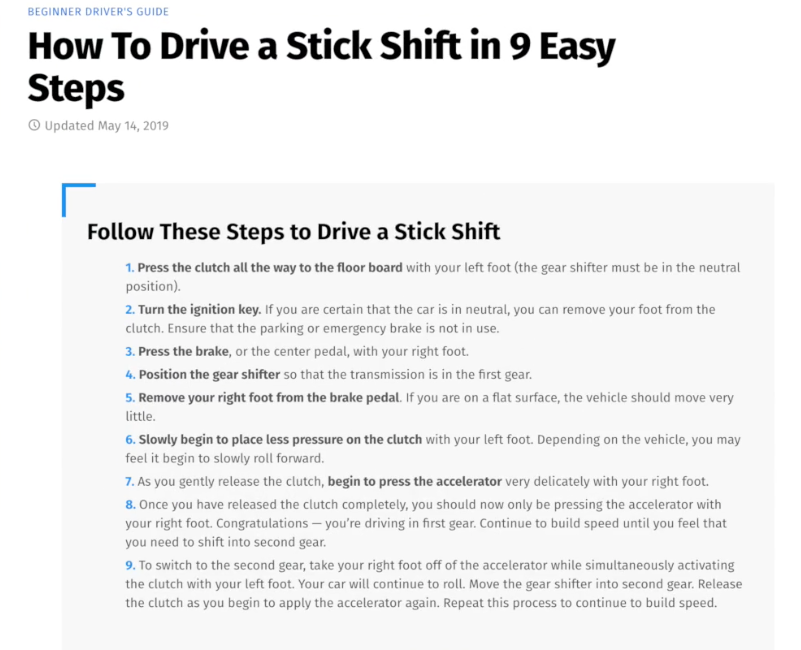 BEGINNER DRIVER'S GUIDE
How To Drive a Stick Shift in 9 Easy
Steps
Updated May 14, 2019
Follow These Steps to Drive a Stick Shift
1. Press the clutch all the way to the floor board with your left foot (the gear shifter must be in the neutral
position).
2. Turn the ignition key. If you are certain that the car is in neutral, you can remove your foot from the
clutch. Ensure that the parking or emergency brake is not in use.
3. Press the brake, or the center pedal, with your right foot.
4. Position the gear shifter so that the transmission is in the first gear.
5. Remove your right foot from the brake pedal. If you are on a flat surface, the vehicle should move very
little.
6. Slowly begin to place less pressure on the clutch with your left foot. Depending on the vehicle, you may
feel it begin to slowly roll forward.
7. As you gently release the clutch, begin to press the accelerator very delicately with your right foot.
8. Once you have released the clutch completely, you should now only be pressing the accelerator with
your right foot. Congratulations — you're driving in first gear. Continue to build speed until you feel that
you need to shift into second gear.
9. To switch to the second gear, take your right foot off of the accelerator while simultaneously activating
the clutch with your left foot. Your car will continue to roll. Move the gear shifter into second gear. Release
the clutch as you begin to apply the accelerator again. Repeat this process to continue to build speed.